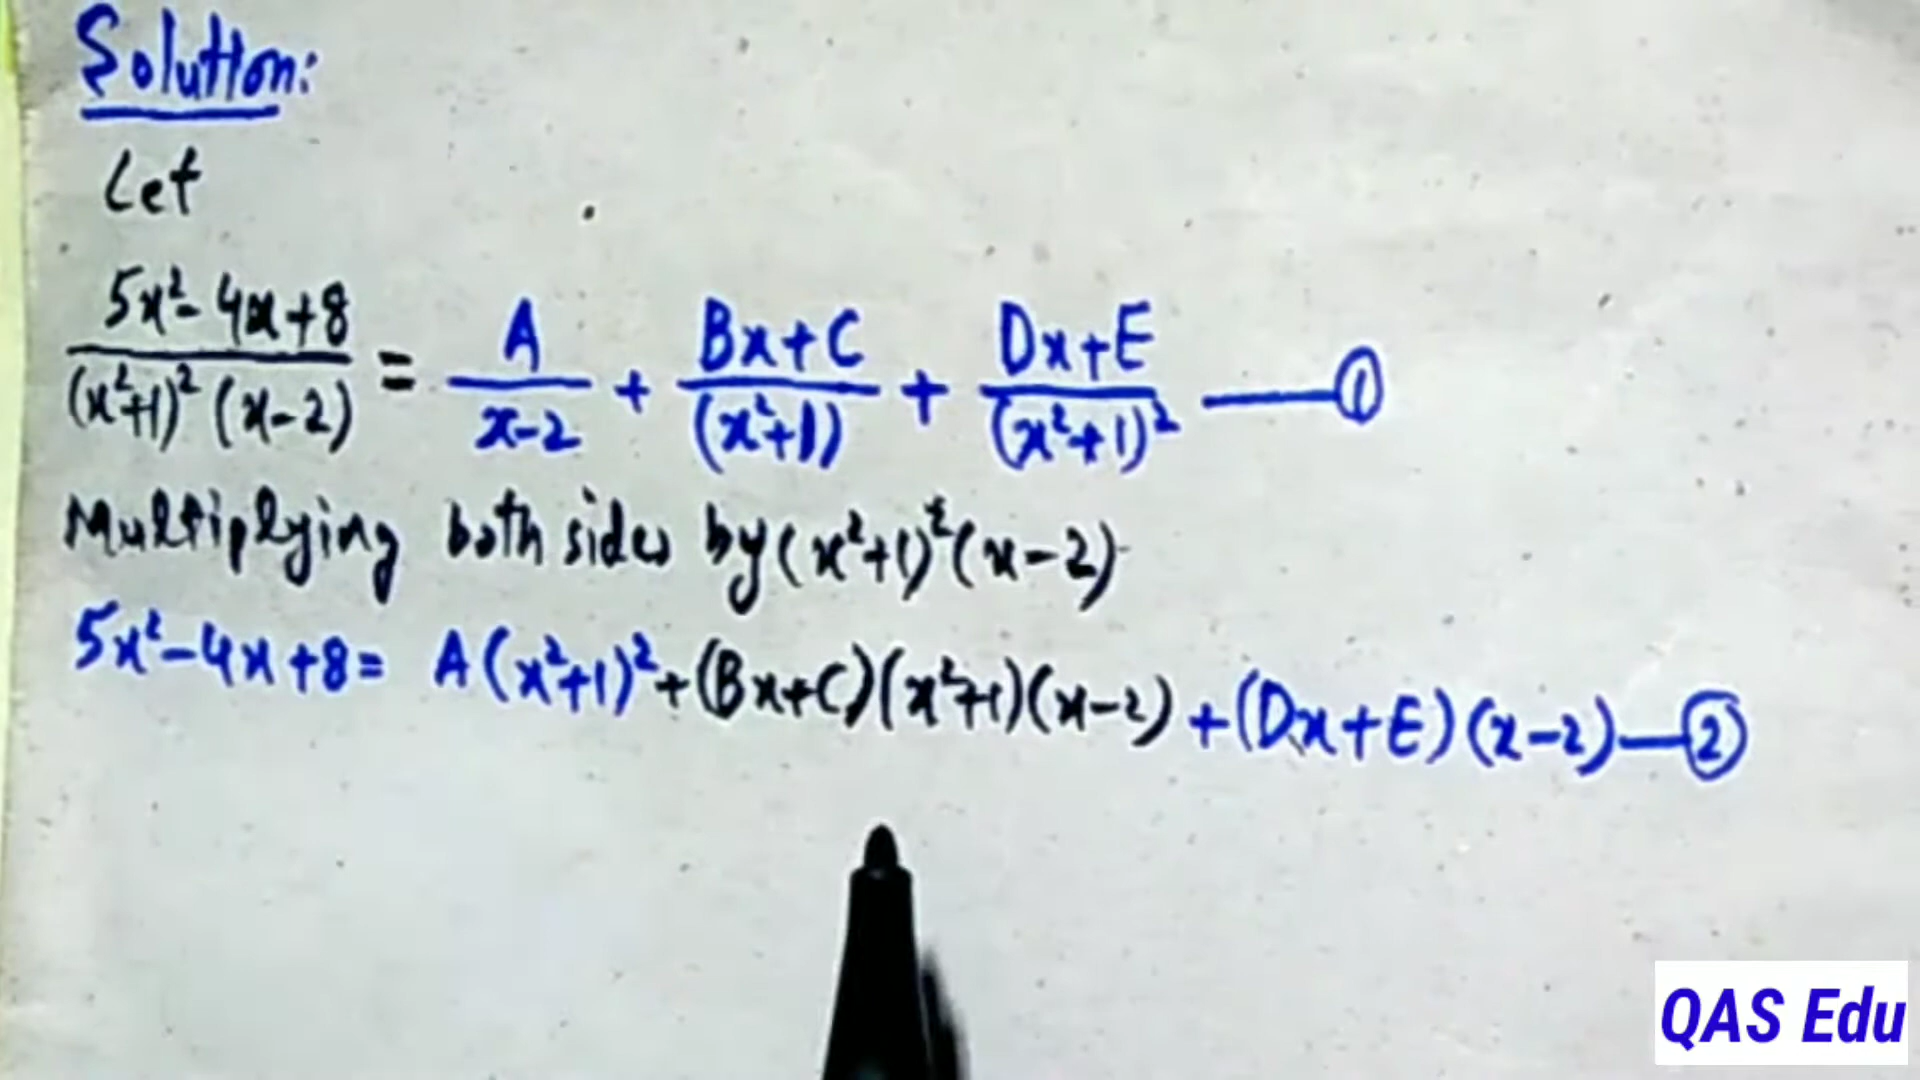 Solution:
Let
5x²-4x+8/(x²+1)²(x-2) = A/x-2 + Bx+C/(x²+1) + Dx+E/(x²+1)² —①
Multiplying both sides by (x²+1)²(x-2)
5x²-4x+8= A(x²+1)²+(Bx+C)(x²+1)(x-2)+(Dx+E)(x-2)—②
QAS Edu